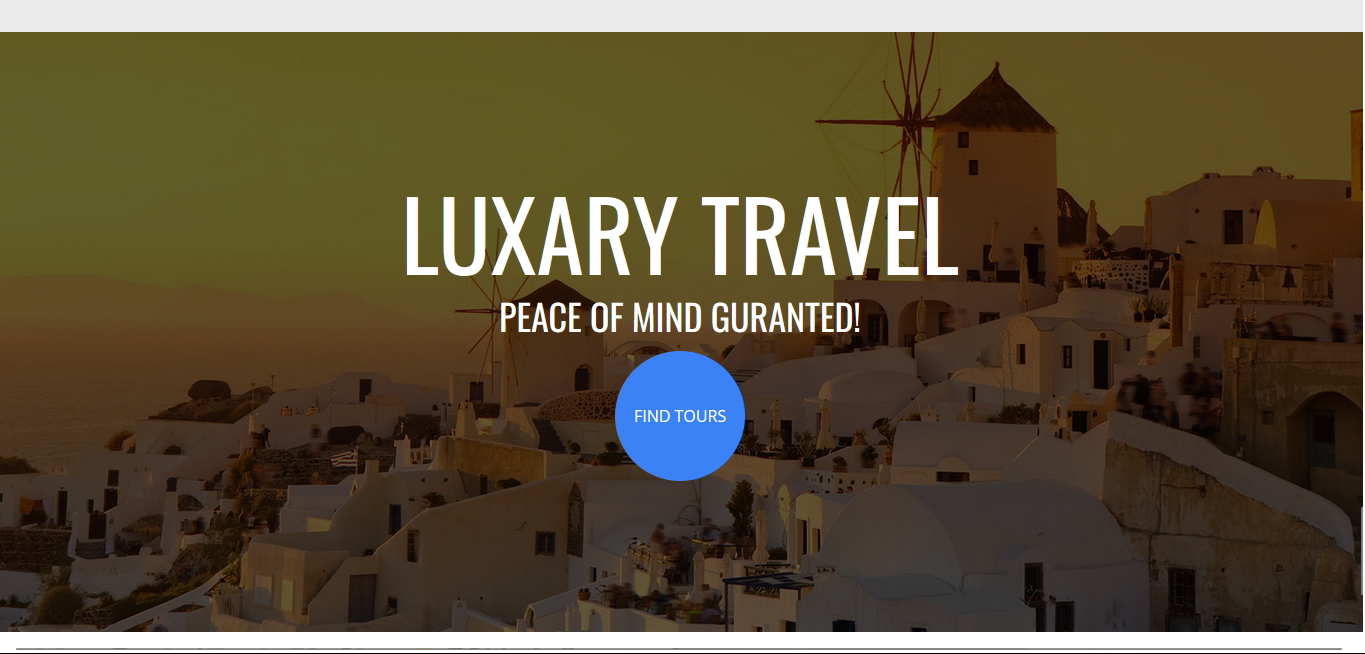 LUXARY TRAVEL
PEACE OF MIND GURANTED!
FIND TOURS